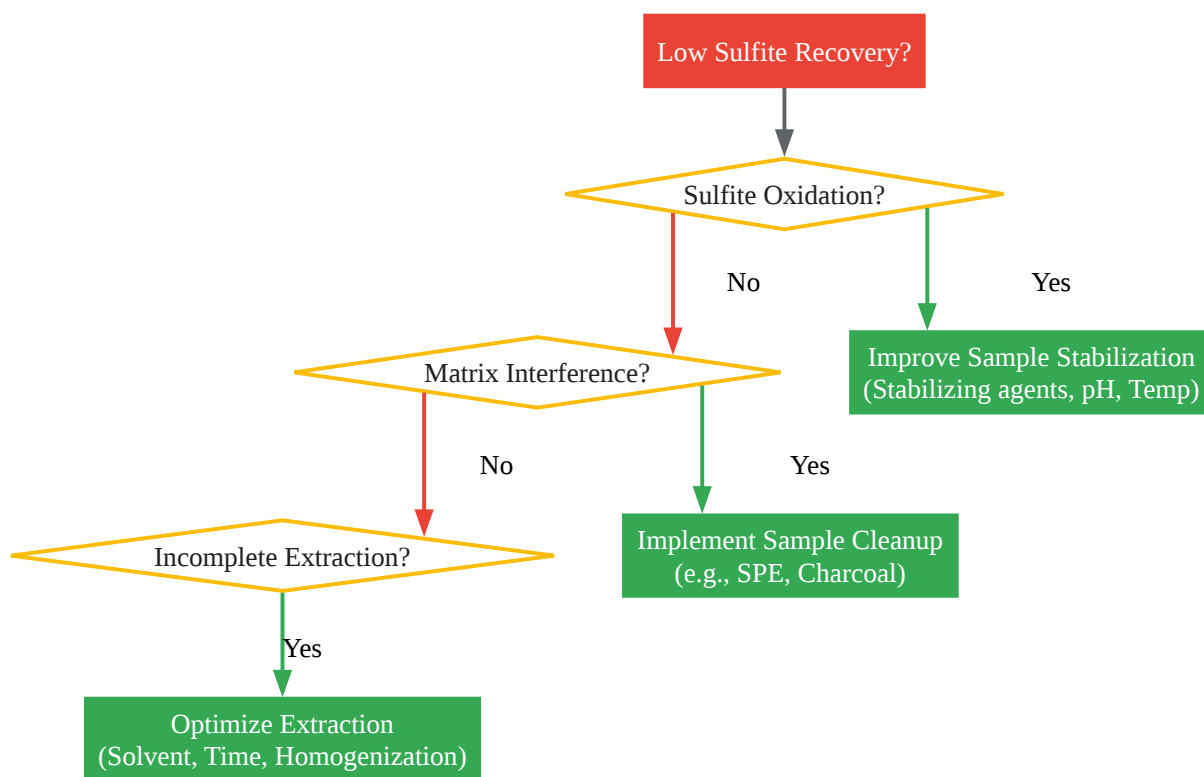 Low Sulfite Recovery?
Sulfite Oxidation?
No
Yes
Improve Sample Stabilization
(Stabilizing agents, pH, Temp)
Matrix Interference?
No
Yes
Implement Sample Cleanup
(e.g., SPE, Charcoal)
Incomplete Extraction?
Yes
Optimize Extraction
(Solvent, Time, Homogenization)